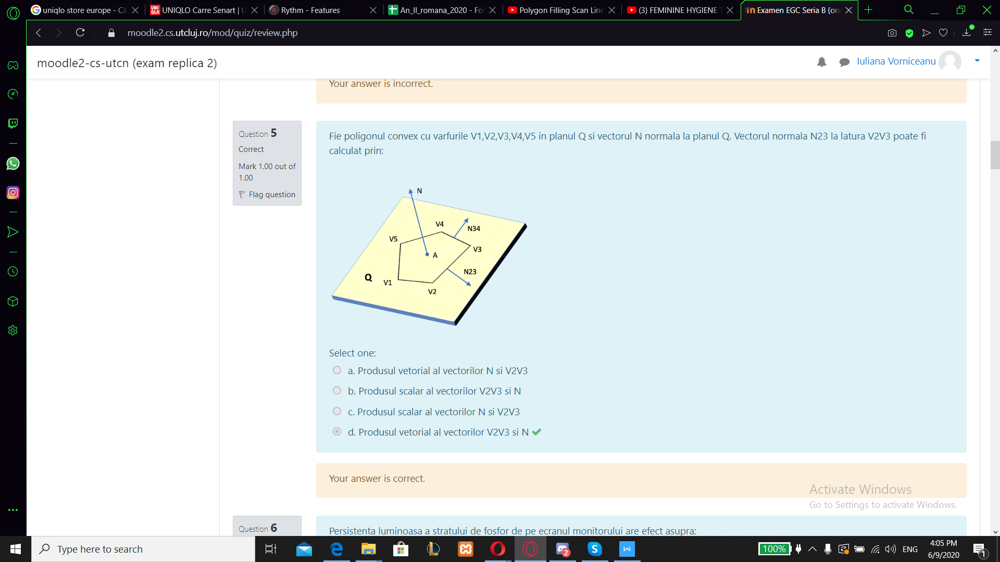 uniqlo store europe - Că
UNIQLO Carre Senart | U
Rythm - Features
An_II_romana_2020 - Foi
Polygon Filling Scan Line
(3) FEMININE HYGIENE T
Examen EGC Seria B (ora
moodle2.cs.utcluj.ro/mod/quiz/review.php
moodle2-cs-utcn (exam replica 2)
Iuliana Vorniceanu
Your answer is incorrect.
Question 5
Correct
Mark 1.00 out of
1.00
Flag question
Fie poligonul convex cu varfurile V1,V2,V3,V4,V5 in planul Q si vectorul N normala la planul Q. Vectorul normala N23 la latura V2V3 poate fi
calculat prin:
N
V4
N34
V5
V3
A
N23
Q
V1
V2
Select one:
a. Produsul vetorial al vectorilor N si V2V3
b. Produsul scalar al vectorilor V2V3 si N
c. Produsul scalar al vectorilor N si V2V3
d. Produsul vetorial al vectorilor V2V3 si N
Your answer is correct.
Activate Windows
Go to Settings to activate Windows.
Question 6
Persistenta luminoasa a stratului de fosfor de pe ecranul monitorului are efect asupra:
Type here to search
2
S
W
100%
ENG
4:05 PM
6/9/2020
1